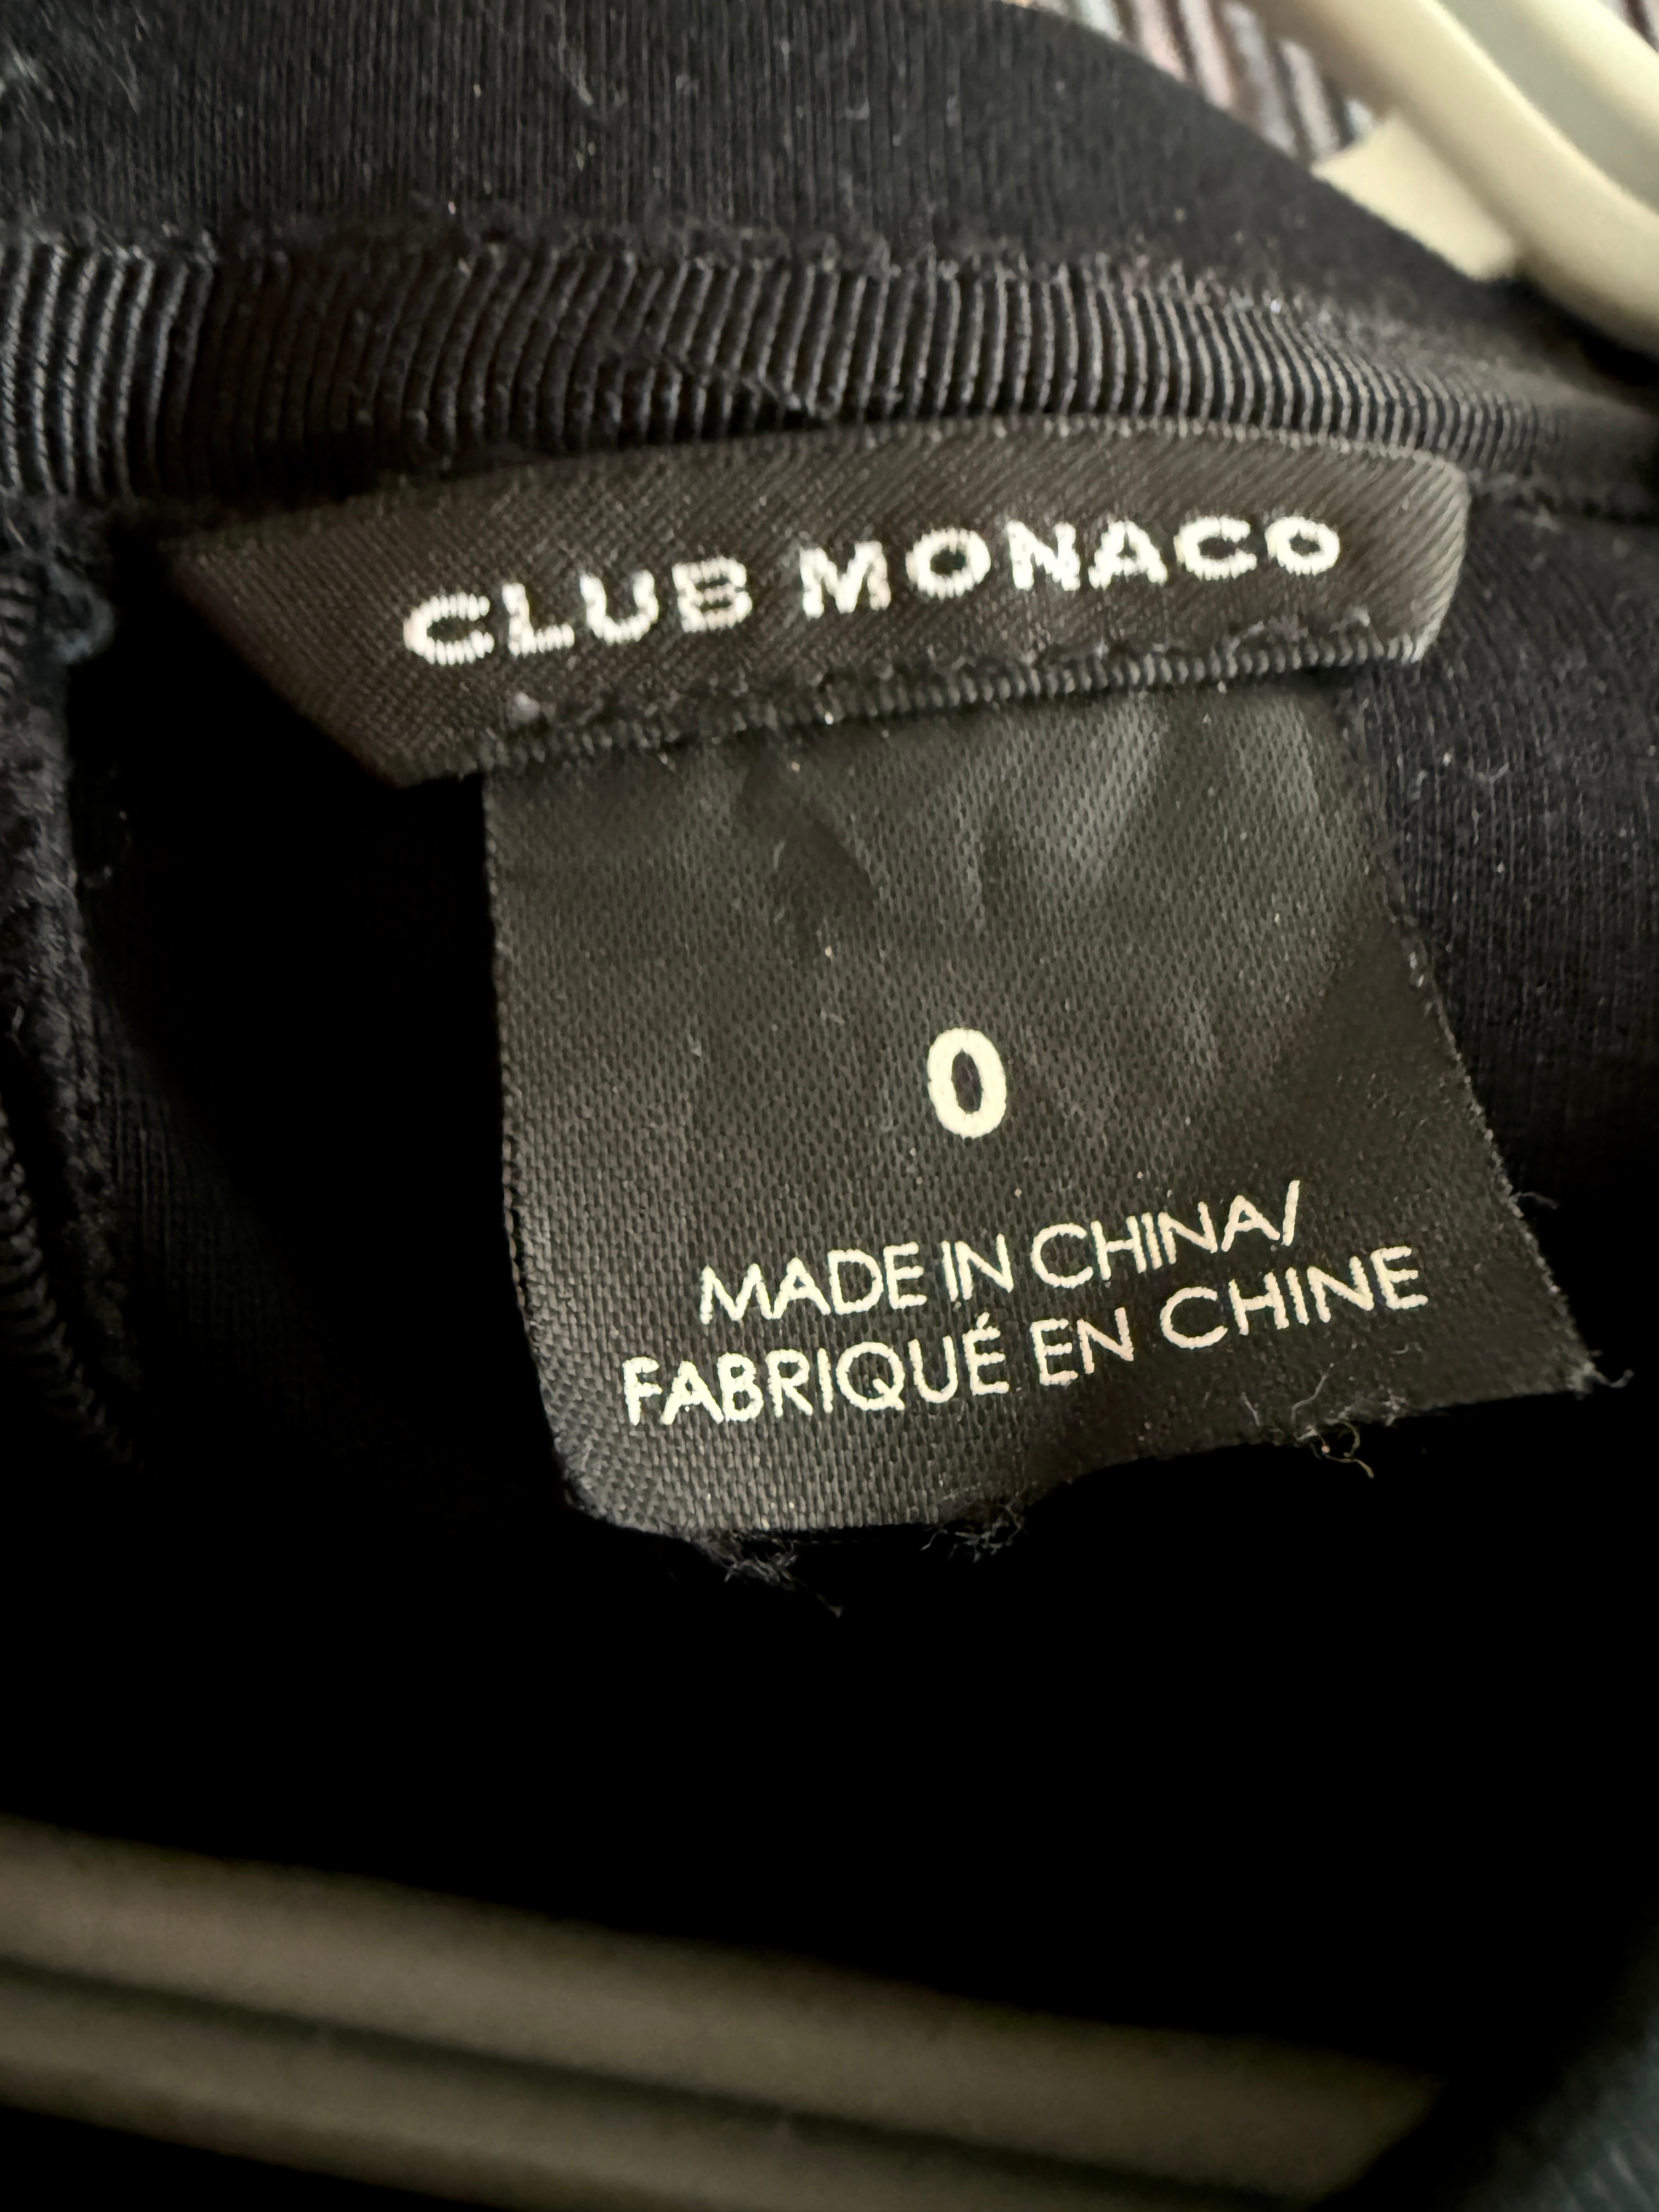 CLUB MONACO
0
MADE IN CHINA/
FABRIQUÉ EN CHINE